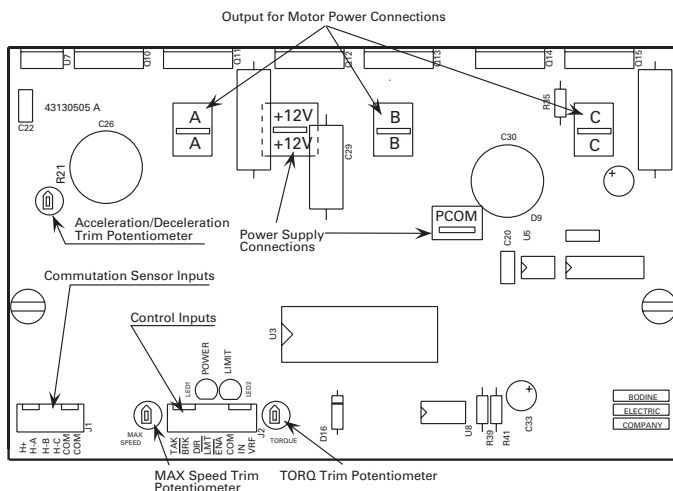 Output for Motor Power Connections
U7
Q10
Q11
Q12
Q13
Q14
Q15
C22
43130505 A
C26
A
A
+12V
+12V
C29
B
B
C30
R35
C
C
R21
Acceleration/Deceleration
Trim Potentiometer
Power Supply
Connections
PCOM
D9
C20
U5
Commutation Sensor Inputs
Control Inputs
U3
POWER
LIMIT
LED1
LED2
J1
H+
H-A
H-B
H-C
COM
COM
MAX
SPEED
TAK
BRK
DIR
LMT
ENA
COM
IN
VRF
J2
TORQUE
D16
U8
R39
R41
C33
BODINE
ELECTRIC
COMPANY
MAX Speed Trim
Potentiometer
TORQ Trim Potentiometer